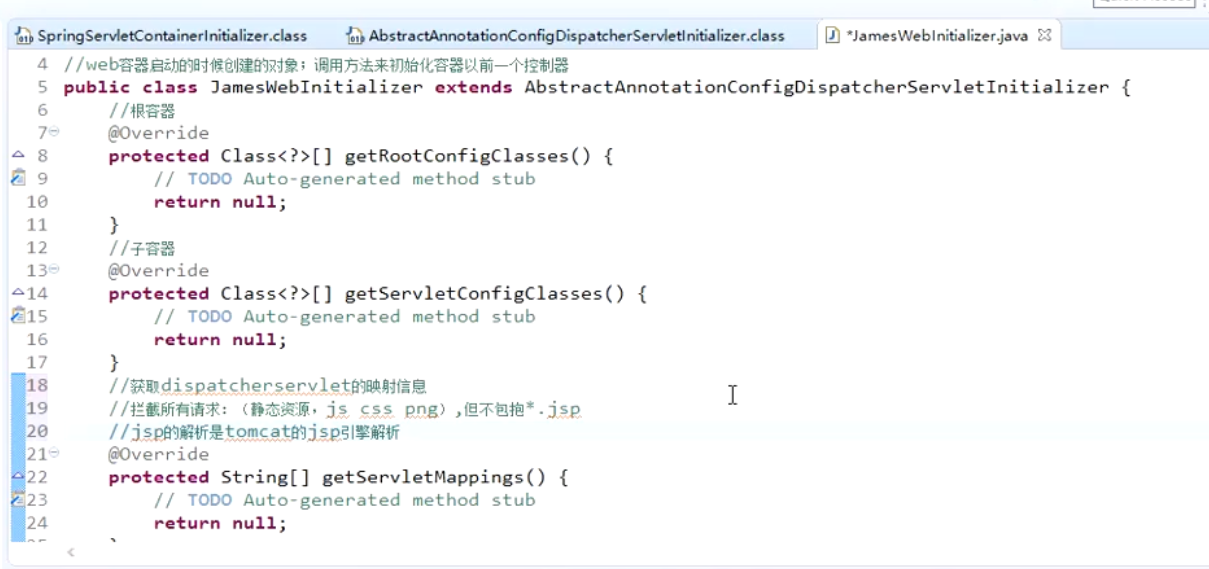 SpringServletContainerInitializer.class AbstractAnnotationConfigDispatcherServletInitializer.class *JamesWebInitializer.java
4 //web容器启动的时候创建的对象；调用方法来初始化容器以前一个控制器
5 public class JamesWebInitializer extends AbstractAnnotationConfigDispatcherServletInitializer {
6 //根容器
7 @Override
8 protected Class<?>[] getRootConfigClasses() {
9 // TODO Auto-generated method stub
10 return null;
11 }
12 //子容器
13 @Override
14 protected Class<?>[] getServletConfigClasses() {
15 // TODO Auto-generated method stub
16 return null;
17 }
18 //获取dispatcherservlet的映射信息
19 //拦截所有请求：（静态资源，js css png）,但不包抱*.jsp
20 //jsp的解析是tomcat的jsp引擎解析
21 @Override
22 protected String[] getServletMappings() {
23 // TODO Auto-generated method stub
24 return null;